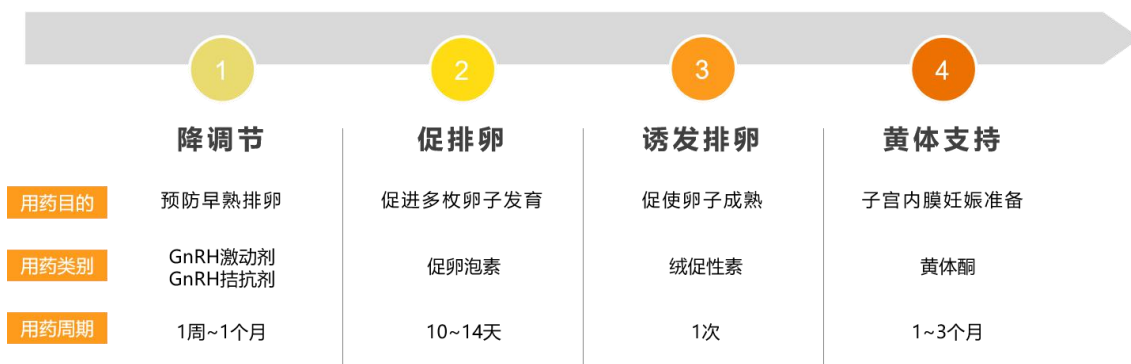 1
2
3
4
降调节
促排卵
诱发排卵
黄体支持
用药目的
预防早熟排卵
促进多枚卵子发育
促使卵子成熟
子宫内膜妊娠准备
用药类别
GnRH激动剂
GnRH拮抗剂
促卵泡素
绒促性素
黄体酮
用药周期
1周~1个月
10~14天
1次
1~3个月